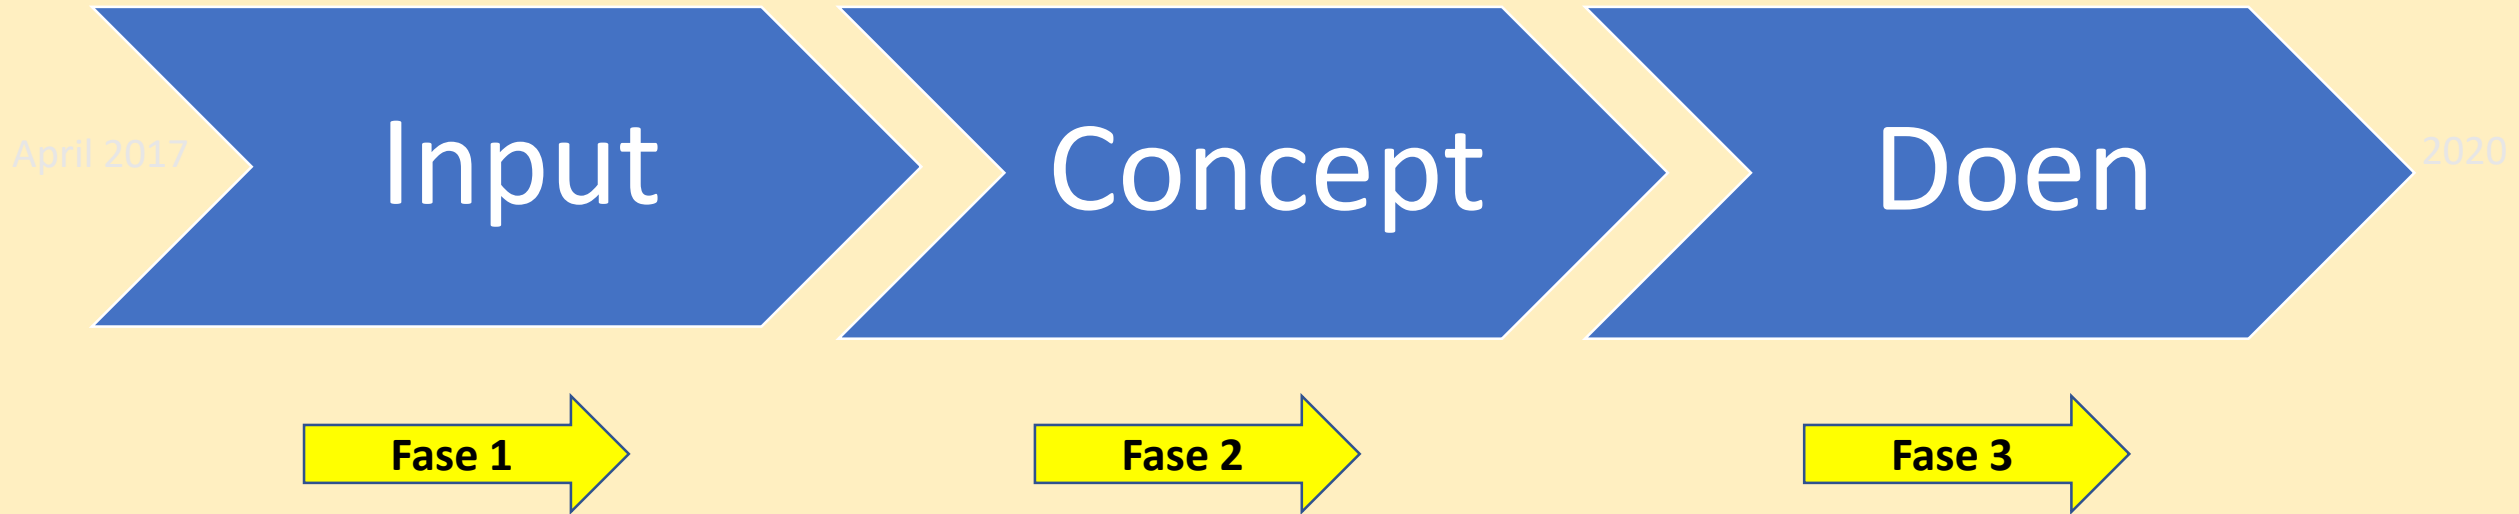 April 2017
Input
Concept
Doen
2020
Fase 1
Fase 2
Fase 3